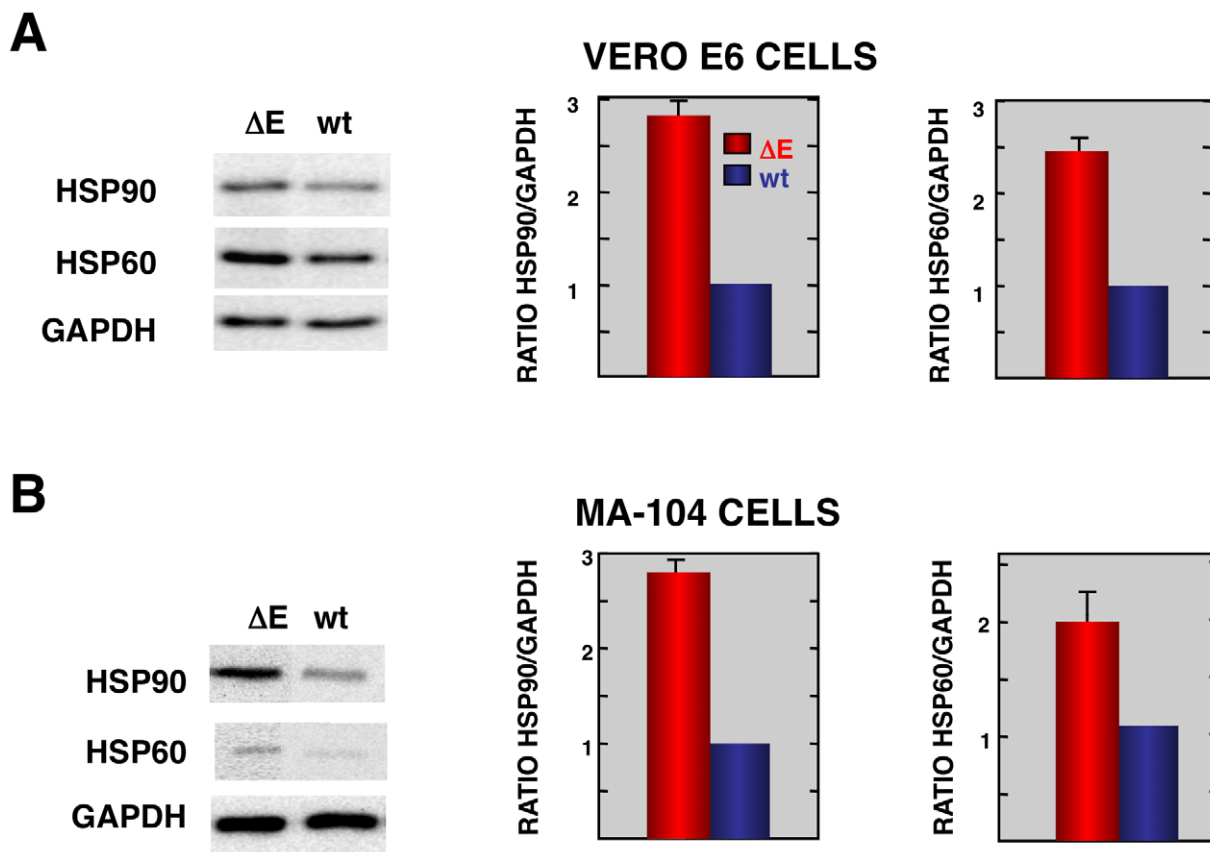 A
VERO E6 CELLS
ΔE wt
HSP90
HSP60
GAPDH
RATIO HSP90/GAPDH
3
2
1
ΔE
wt
RATIO HSP60/GAPDH
3
2
1
B
MA-104 CELLS
ΔE wt
HSP90
HSP60
GAPDH
RATIO HSP90/GAPDH
3
2
1
RATIO HSP60/GAPDH
2
1